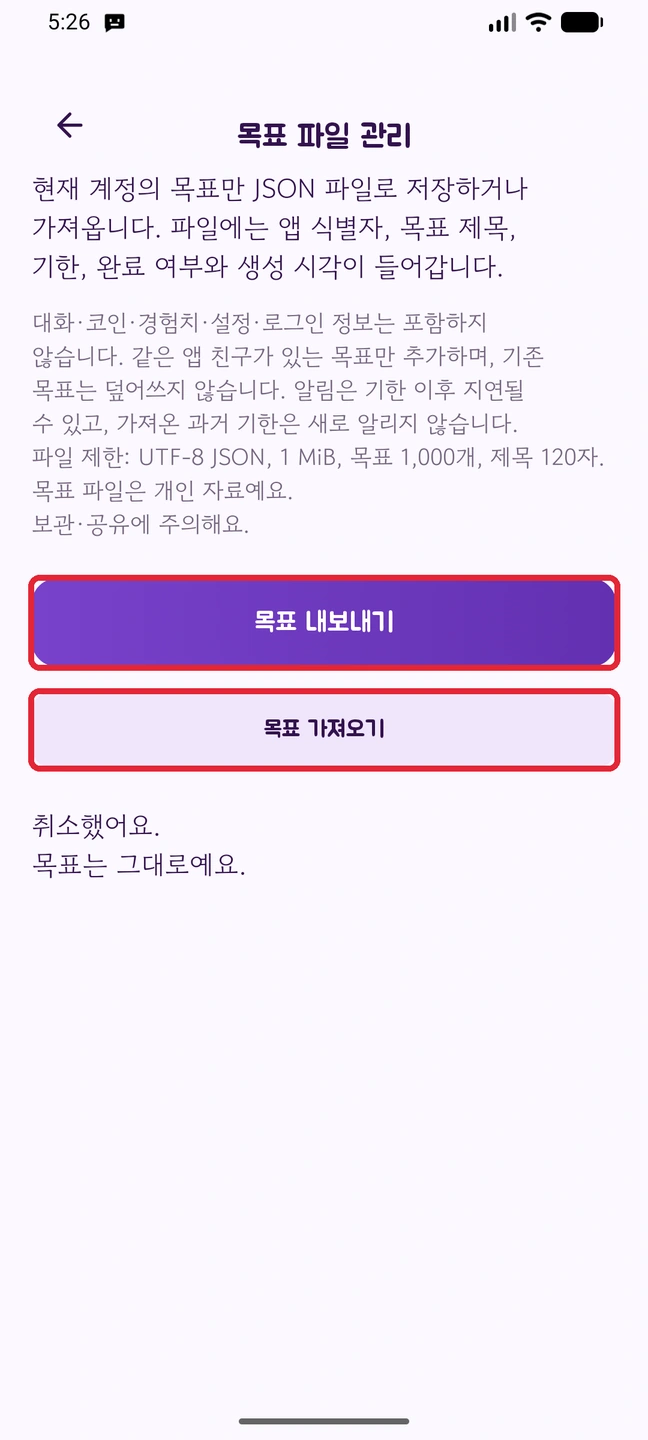 5:26
목표 파일 관리
현재 계정의 목표만 JSON 파일로 저장하거나
가져옵니다. 파일에는 앱 식별자, 목표 제목,
기한, 완료 여부와 생성 시각이 들어갑니다.
대화·코인·경험치·설정·로그인 정보는 포함하지
않습니다. 같은 앱 친구가 있는 목표만 추가하며, 기존
목표는 덮어쓰지 않습니다. 알림은 기한 이후 지연될
수 있고, 가져온 과거 기한은 새로 알리지 않습니다.
파일 제한: UTF-8 JSON, 1 MiB, 목표 1,000개, 제목 120자.
목표 파일은 개인 자료예요.
보관·공유에 주의해요.
목표 내보내기
목표 가져오기
취소했어요.
목표는 그대로예요.